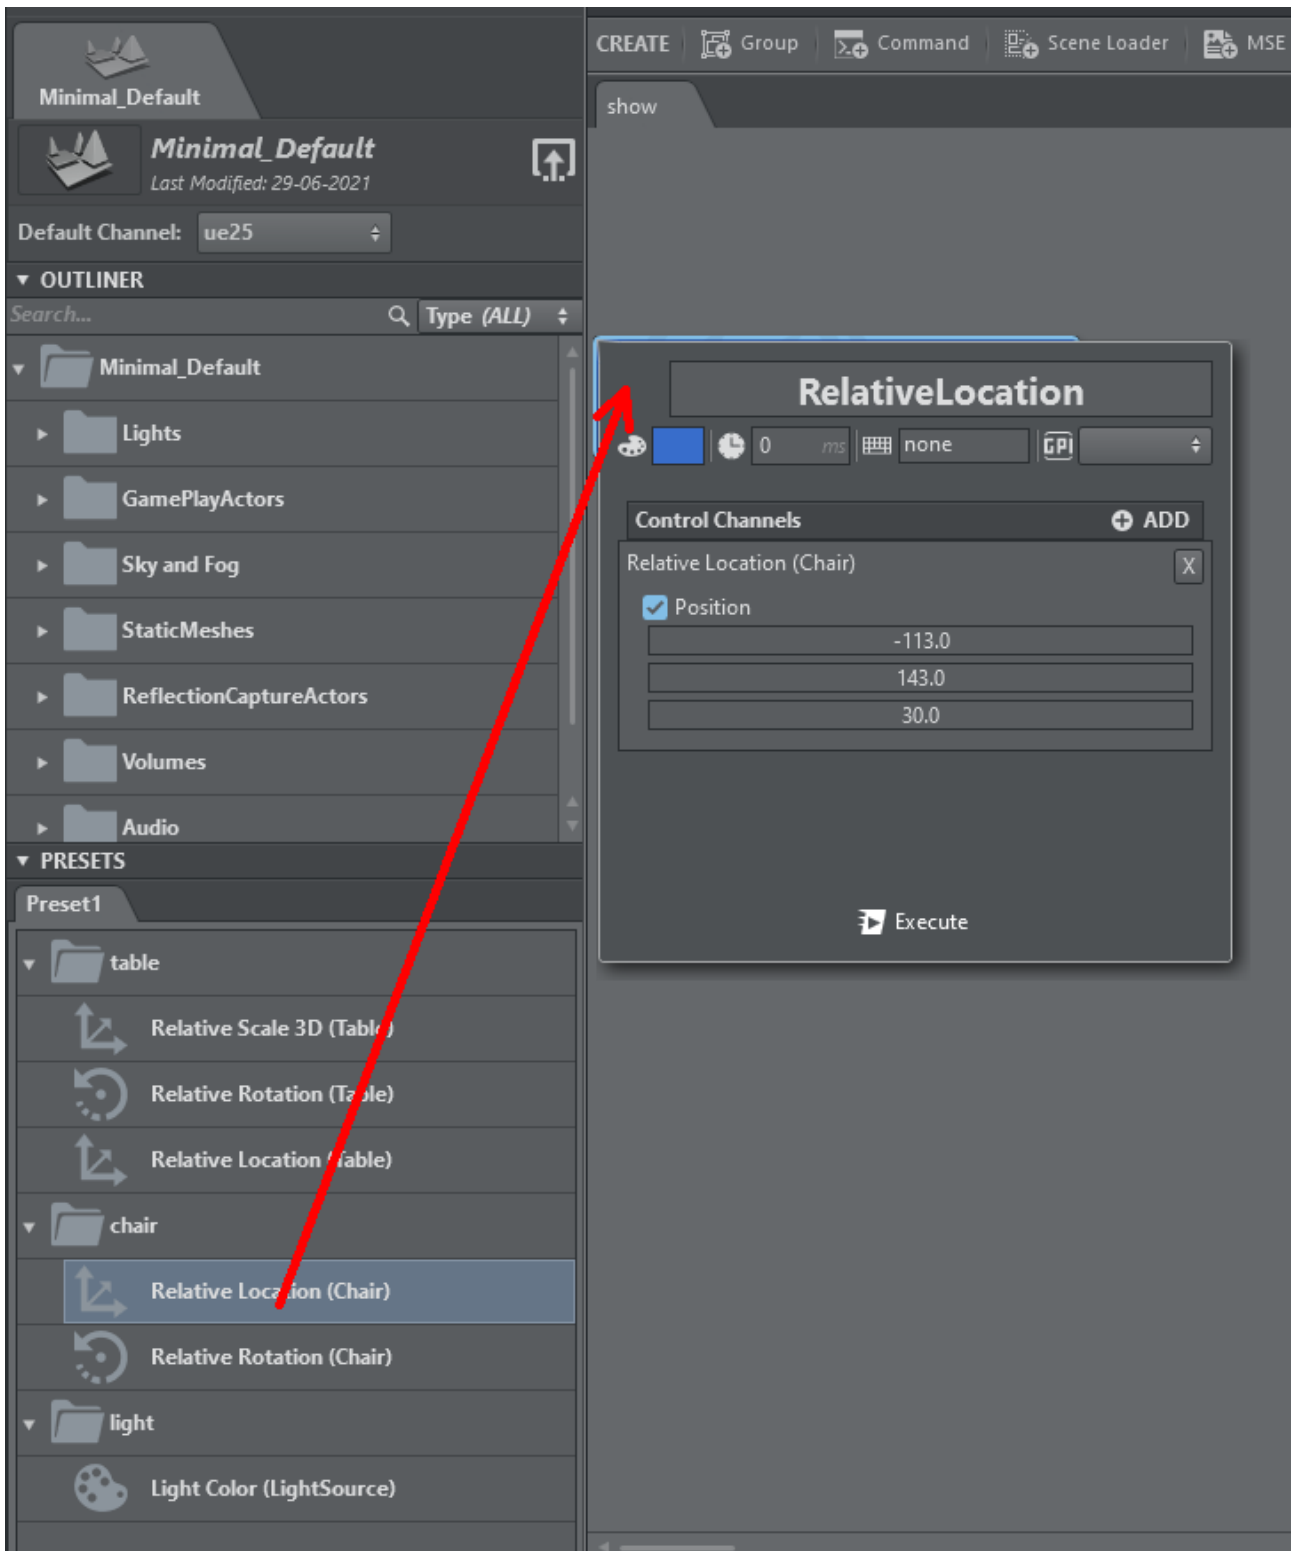 Minimal_Default
Minimal_Default
Last Modified: 29-06-2021
Default Channel: ue25
OUTLINER
Search... Type (ALL)
Minimal_Default
Lights
GamePlayActors
Sky and Fog
StaticMeshes
ReflectionCaptureActors
Volumes
Audio
PRESETS
Preset1
table
Relative Scale 3D (Table)
Relative Rotation (Table)
Relative Location (Table)
chair
Relative Location (Chair)
Relative Rotation (Chair)
light
Light Color (LightSource)
CREATE Group Command Scene Loader MSE
show
RelativeLocation
0 ms none GPI
Control Channels ADD
Relative Location (Chair) X
Position
-113.0
143.0
30.0
Execute